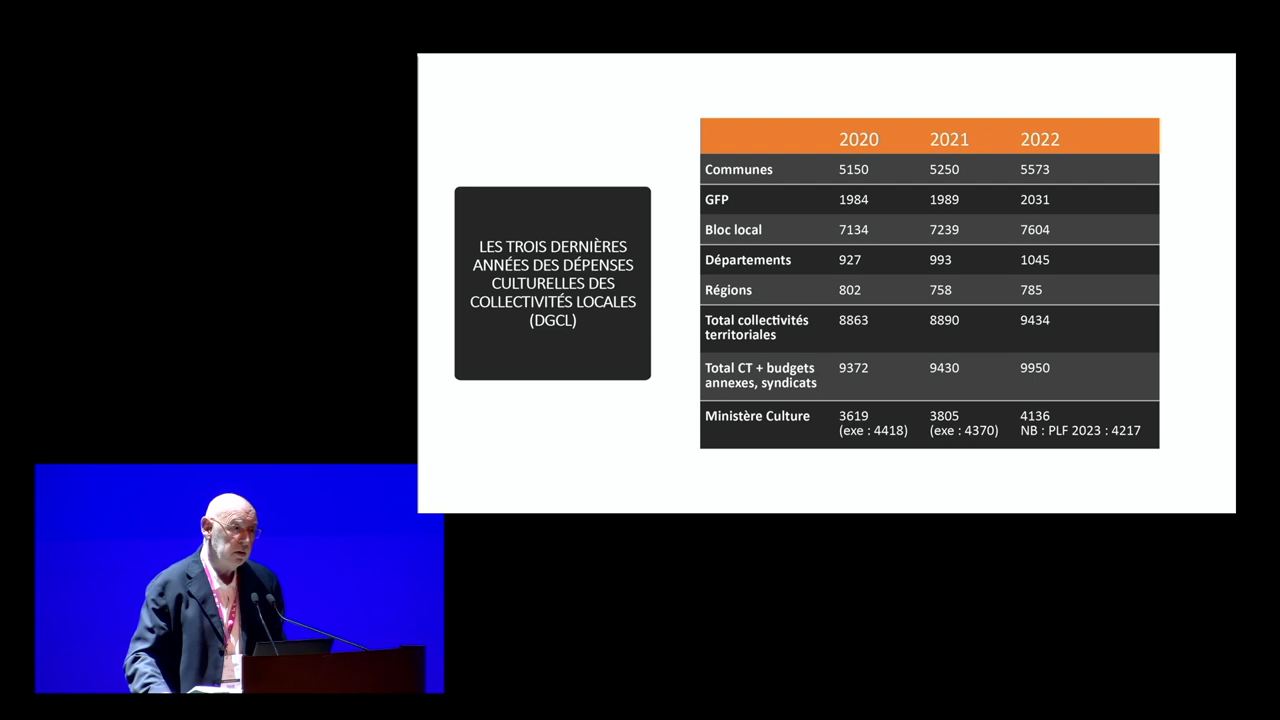 LES TROIS DERNIÈRES
ANNÉES DES DÉPENSES
CULTURELLES DES
COLLECTIVITÉS LOCALES
(DGCL)
2020 2021 2022
Communes 5150 5250 5573
GFP 1984 1989 2031
Bloc local 7134 7239 7604
Départements 927 993 1045
Régions 802 758 785
Total collectivités 8863 8890 9434
territoriales
Total CT + budgets 9372 9430 9950
annexes, syndicats
Ministère Culture 3619 3805 4136
(exe : 4418) (exe : 4370) NB : PLF 2023 : 4217